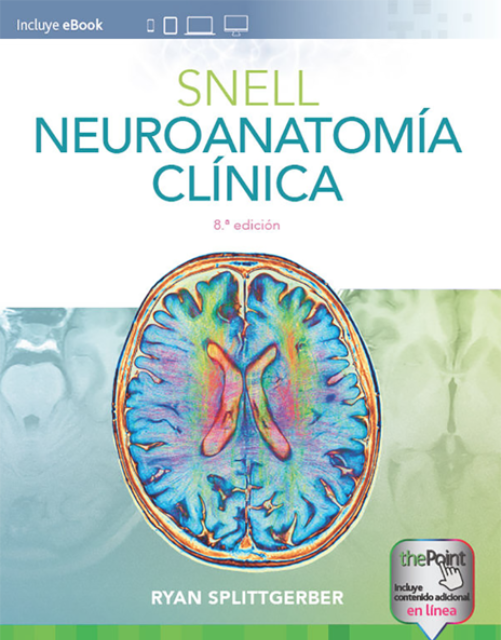 Incluye eBook
SNELL
NEUROANATOMÍA
CLÍNICA
8.ª edición
thePoint
Incluye
contenido adicional
en línea
RYAN SPLITTGERBER